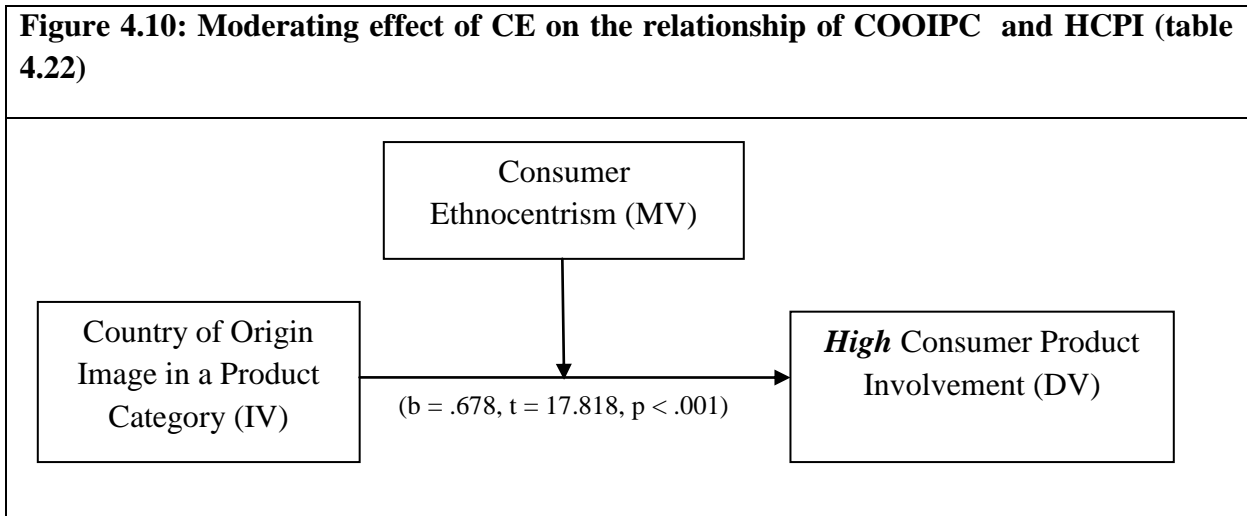 Figure 4.10: Moderating effect of CE on the relationship of COOIPC and HCPI (table
4.22)
Consumer
Ethnocentrism (MV)
Country of Origin
Image in a Product
Category (IV)
(b = .678, t = 17.818, p < .001)
High Consumer Product
Involvement (DV)